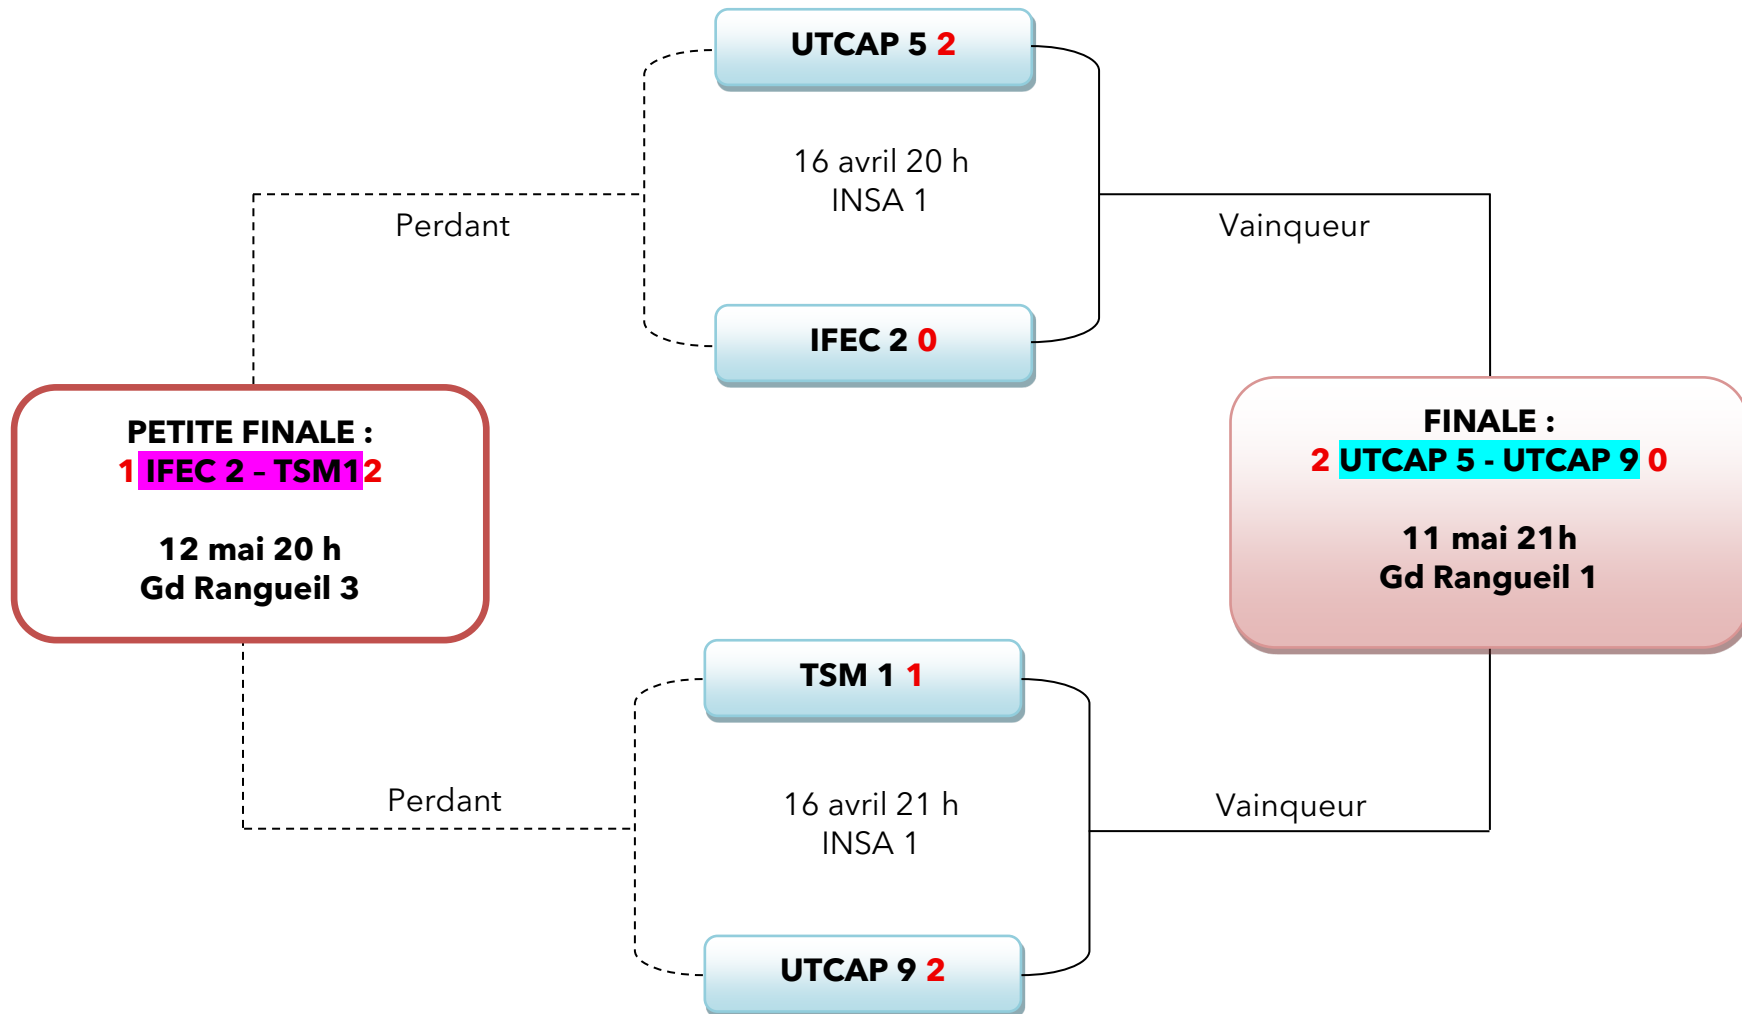 UTCAP 5 2
16 avril 20 h
INSA 1
Perdant
Vainqueur
IFEC 2 0
PETITE FINALE :
1 IFEC 2 – TSM1 2
12 mai 20 h
Gd Rangueil 3
FINALE :
2 UTCAP 5 - UTCAP 9 0
11 mai 21h
Gd Rangueil 1
TSM 1 1
Perdant
16 avril 21 h
INSA 1
Vainqueur
UTCAP 9 2